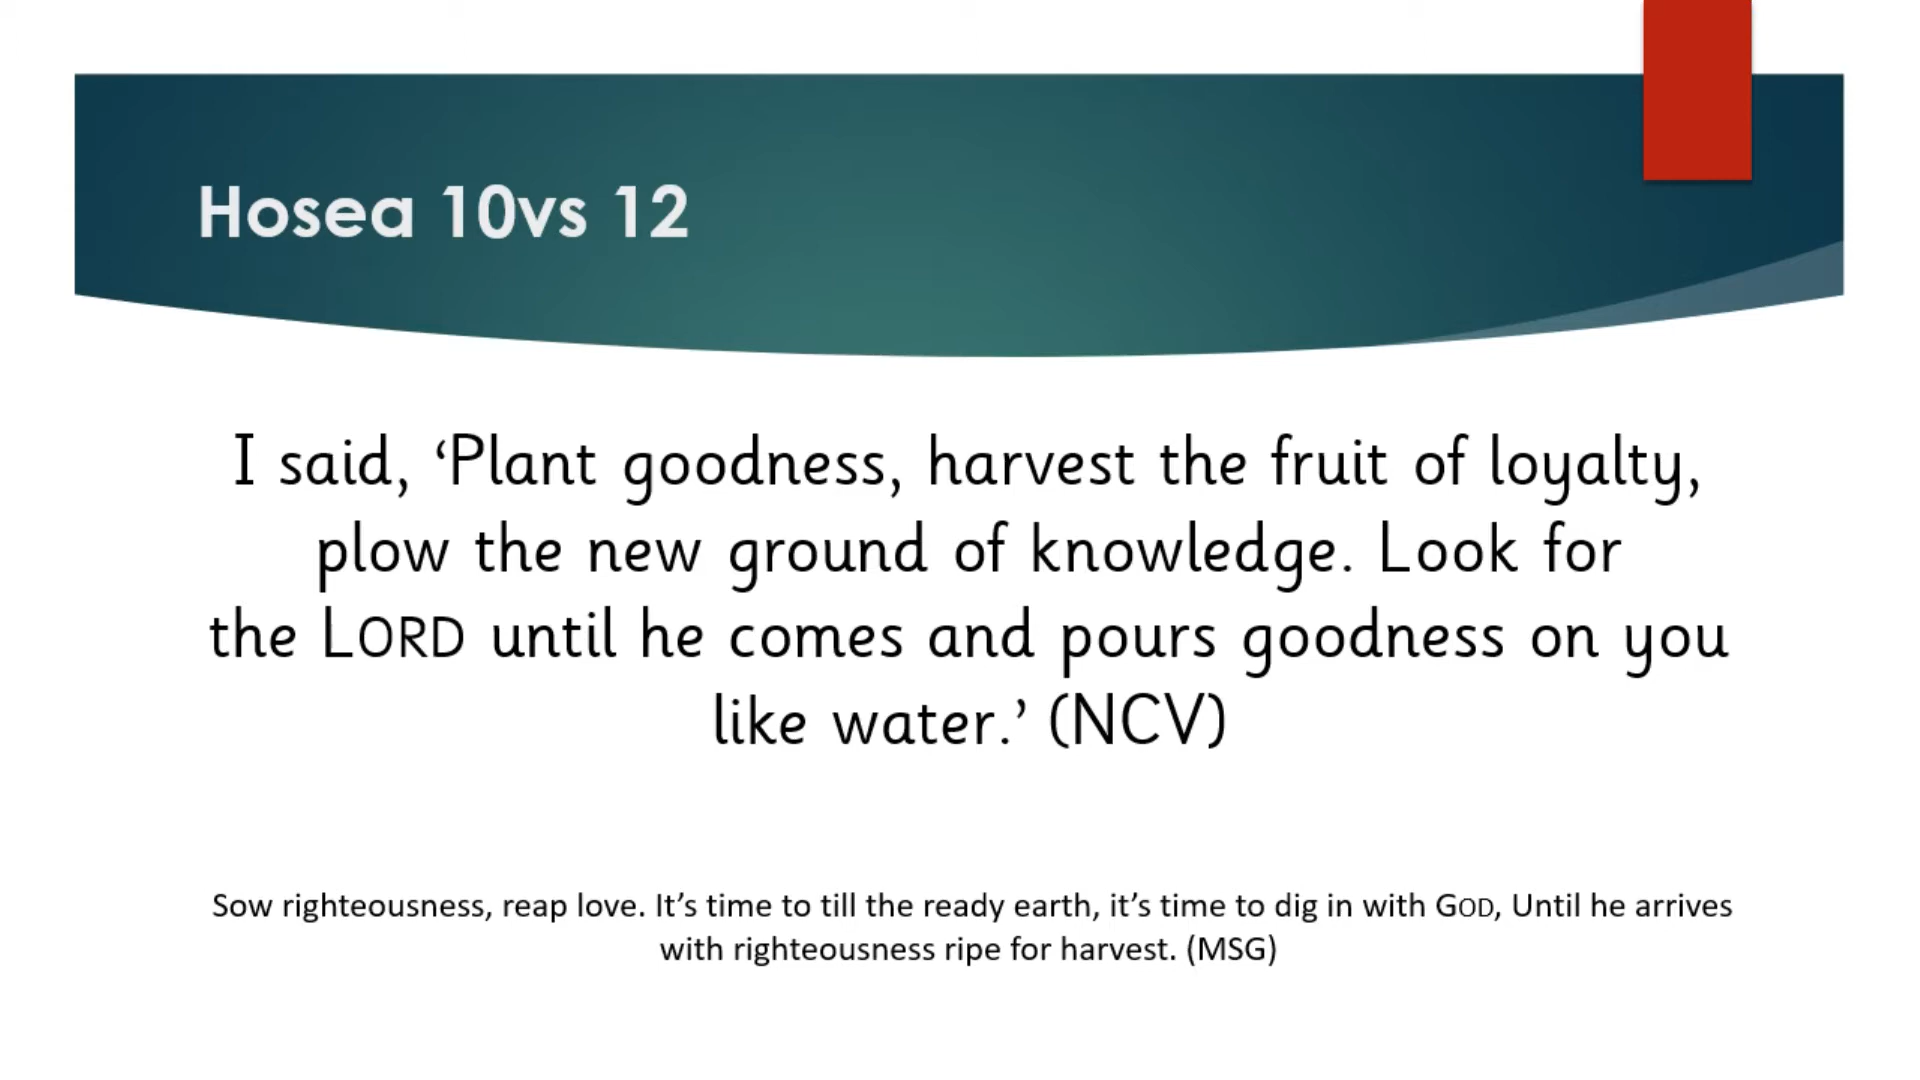 Hosea 10vs 12
I said, ‘Plant goodness, harvest the fruit of loyalty,
plow the new ground of knowledge. Look for
the LORD until he comes and pours goodness on you
like water.’ (NCV)
Sow righteousness, reap love. It’s time to till the ready earth, it’s time to dig in with GOD, Until he arrives
with righteousness ripe for harvest. (MSG)